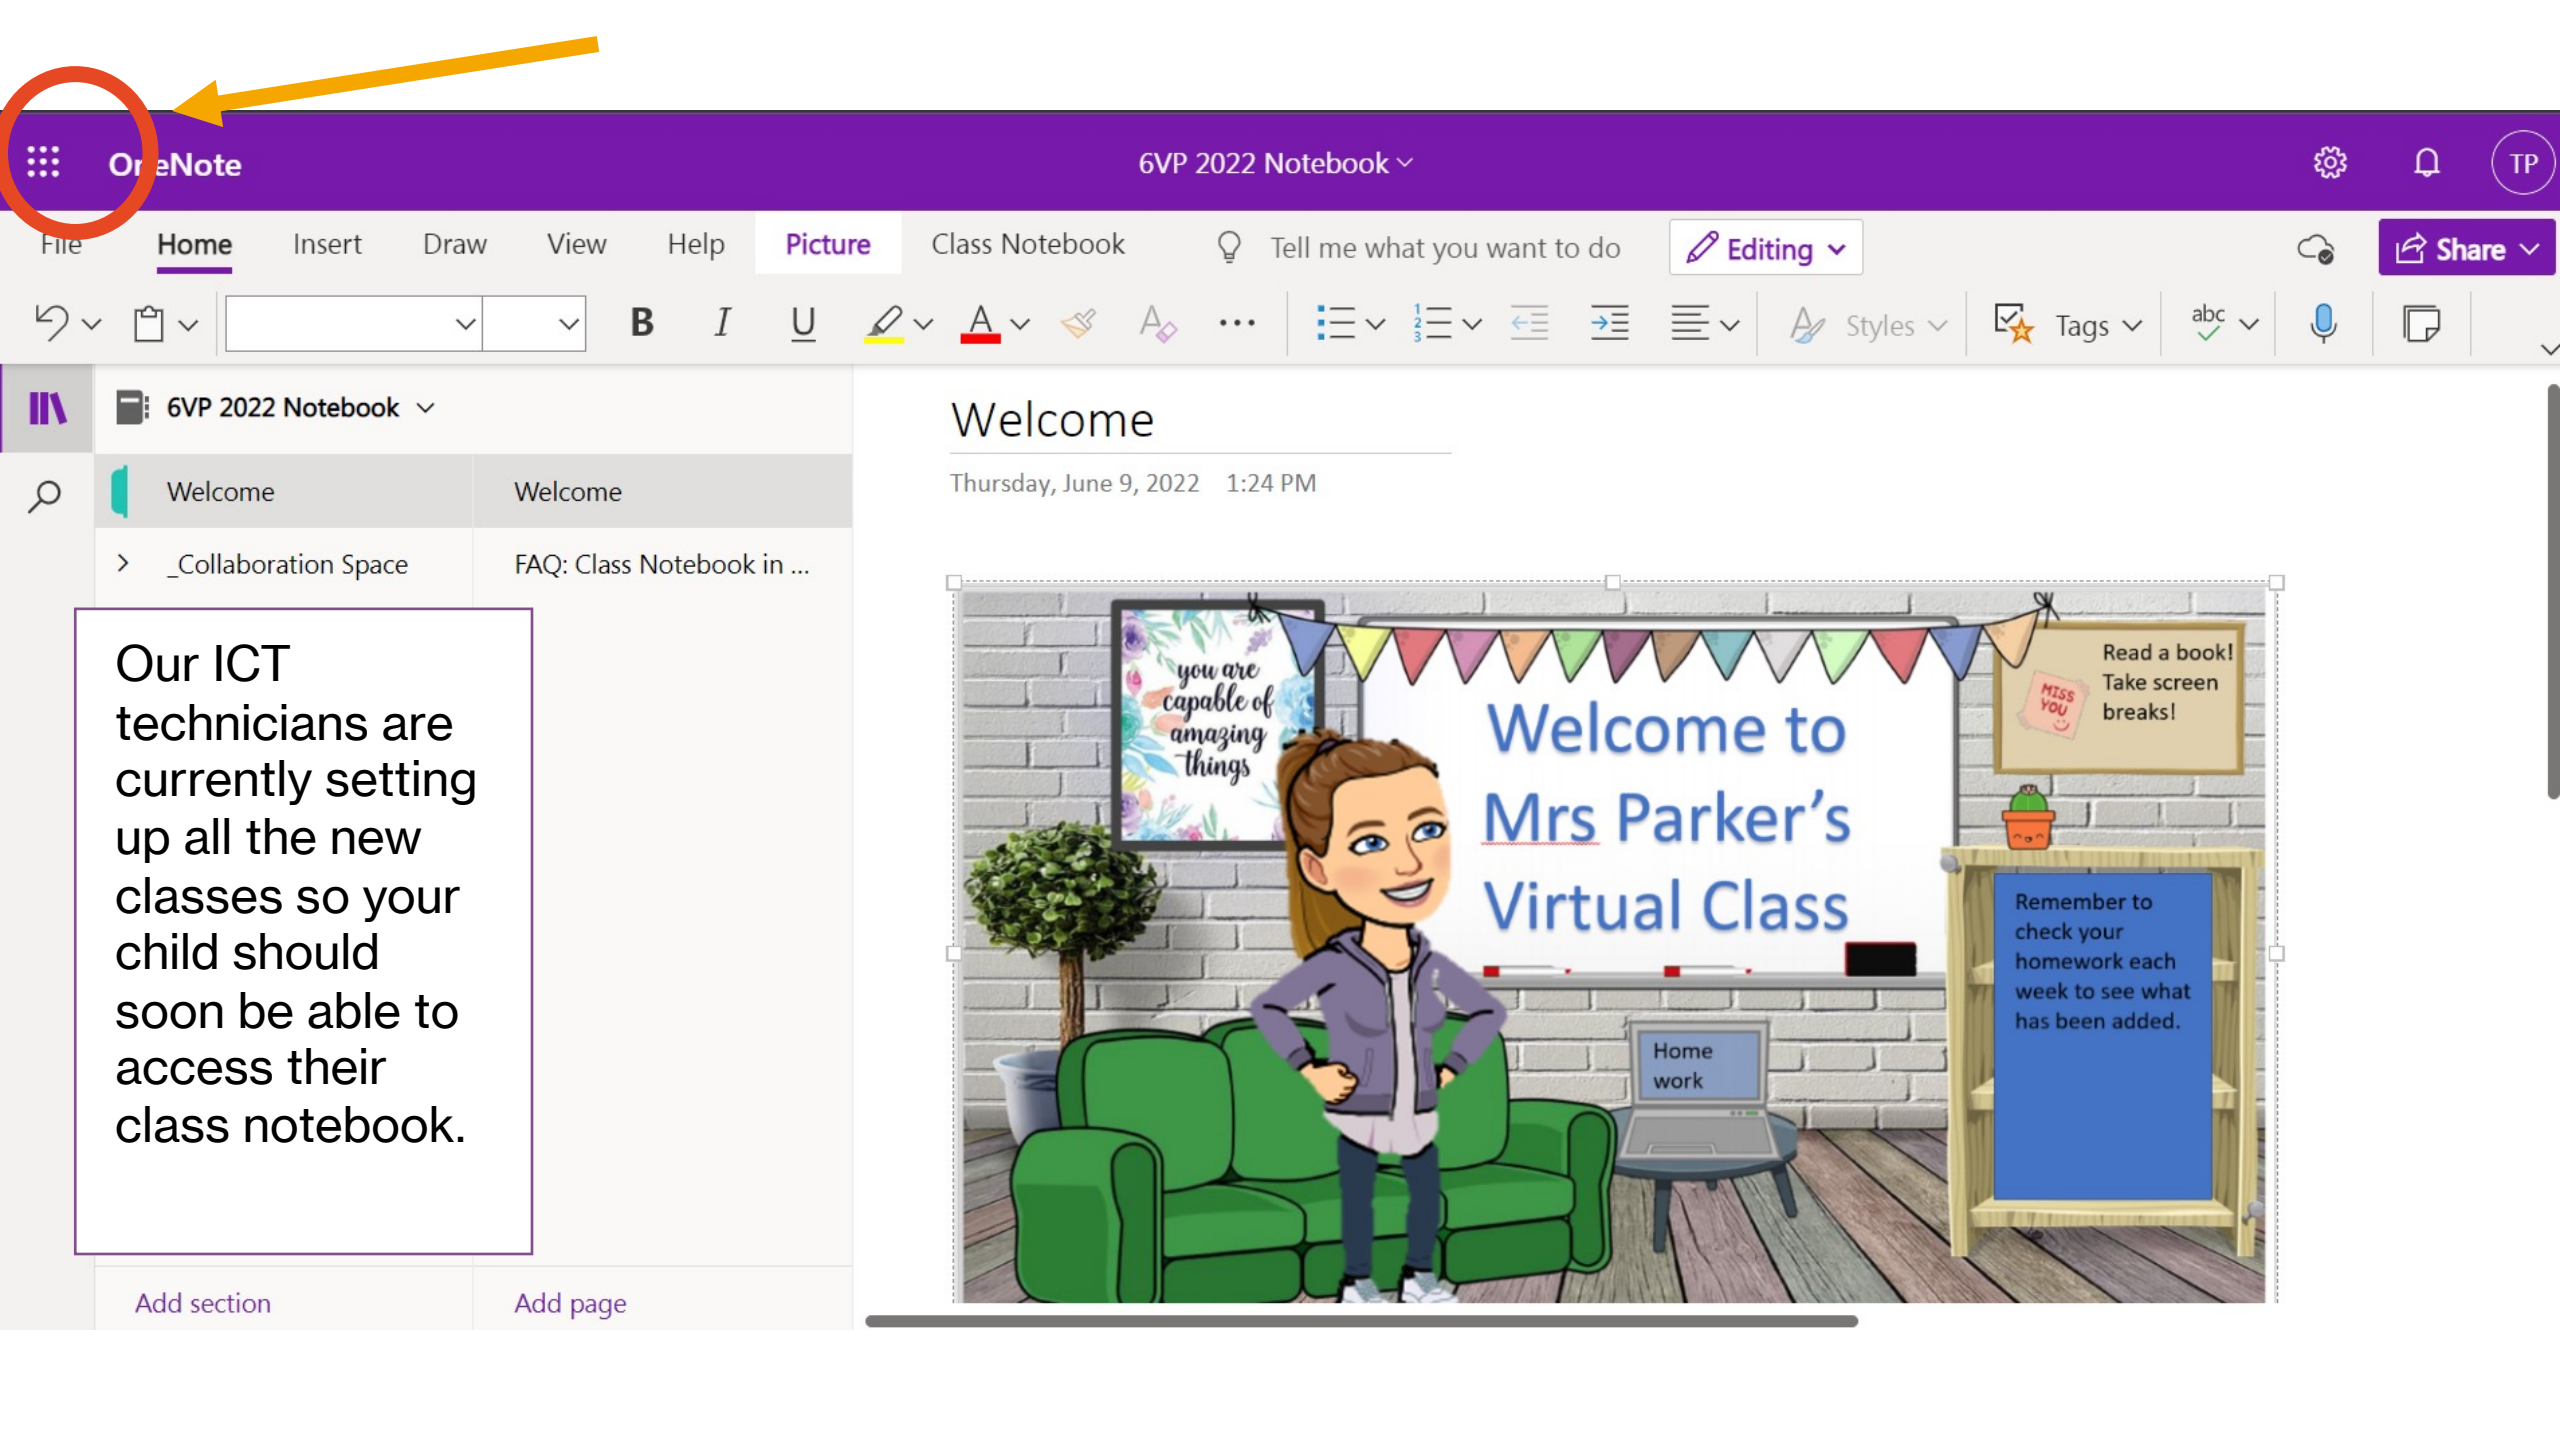 OneNote
6VP 2022 Notebook
TP
File Home Insert Draw View Help Picture Class Notebook Tell me what you want to do Editing Share
B I U A A ... 1 2 3 A Styles Tags abc
6VP 2022 Notebook
Welcome
_Collaboration Space
Welcome
FAQ: Class Notebook in ...
Our ICT
technicians are
currently setting
up all the new
classes so your
child should
soon be able to
access their
class notebook.
Add section
Add page
Welcome
Thursday, June 9, 2022 1:24 PM
you are
capable of
amazing
things
Welcome to
Mrs Parker's
Virtual Class
MISS
YOU
Read a book!
Take screen
breaks!
Home
work
Remember to
check your
homework each
week to see what
has been added.